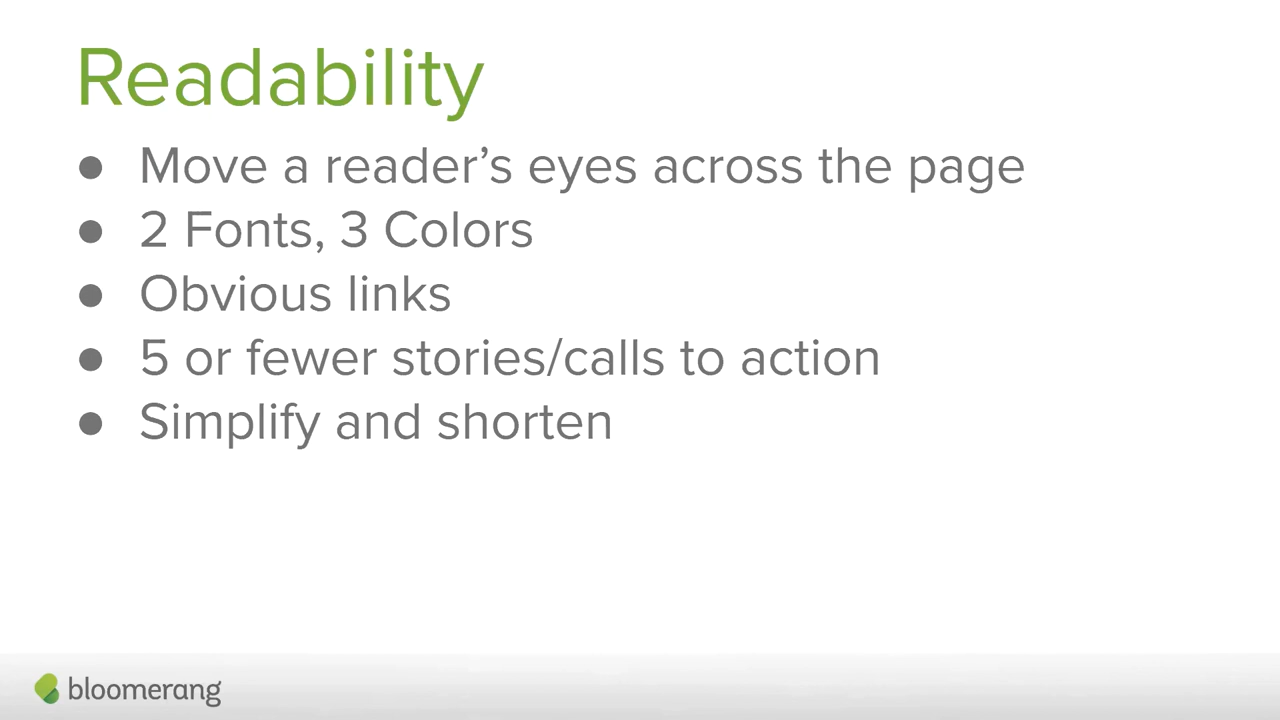 Readability
● Move a reader’s eyes across the page
● 2 Fonts, 3 Colors
● Obvious links
● 5 or fewer stories/calls to action
● Simplify and shorten
bloomerang